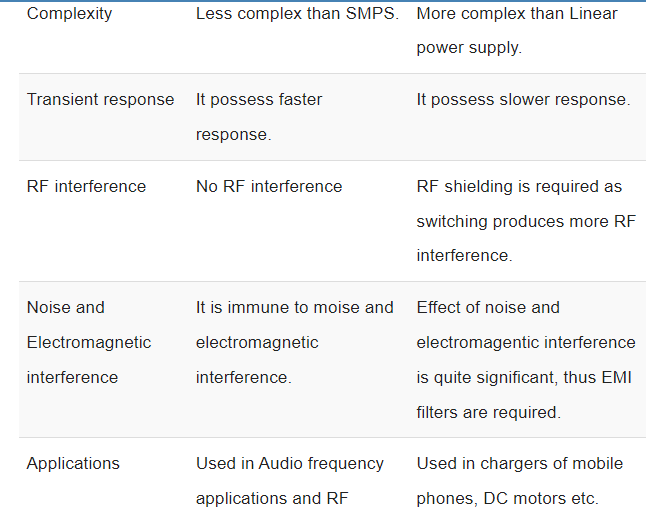 Complexity
Less complex than SMPS.
More complex than Linear
power supply.
Transient response
It possess faster
response.
It possess slower response.
RF interference
No RF interference
RF shielding is required as
switching produces more RF
interference.
Noise and
Electromagnetic
interference
It is immune to moise and
electromagnetic
interference.
Effect of noise and
electromagentic interference
is quite significant, thus EMI
filters are required.
Applications
Used in Audio frequency
applications and RF
Used in chargers of mobile
phones, DC motors etc.